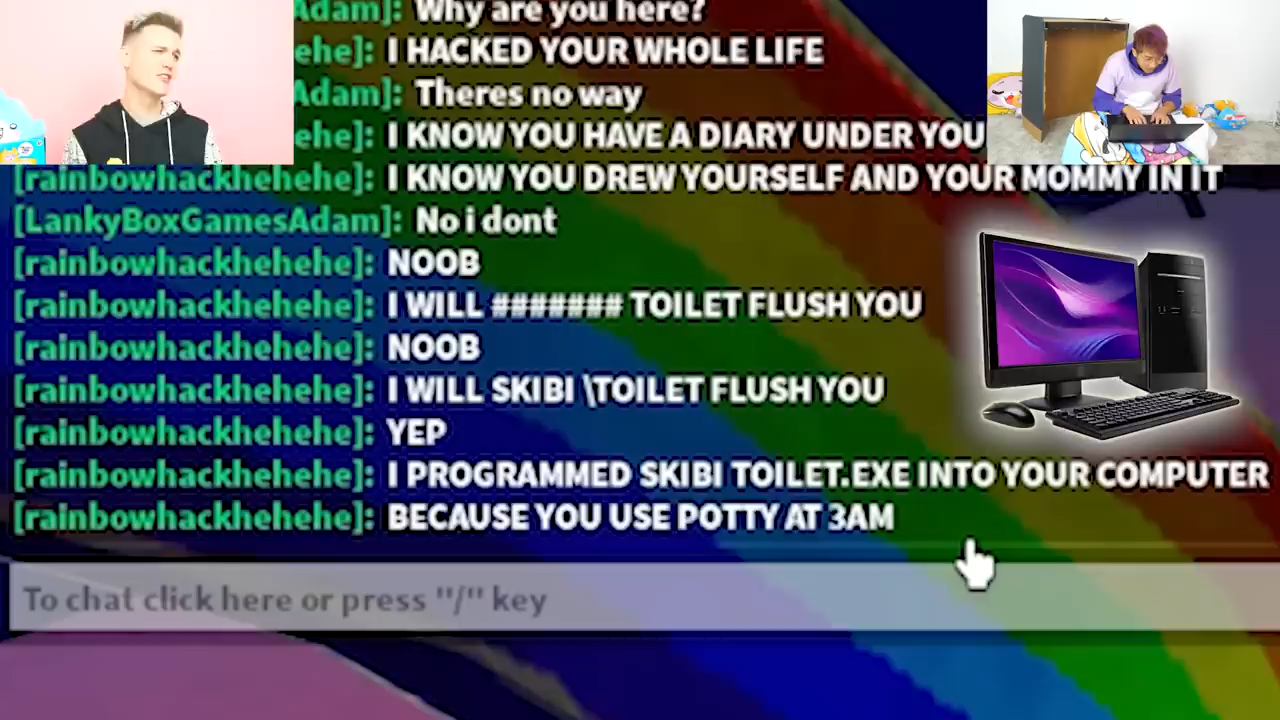 Adam]: Why are you here?
ehe]: I HACKED YOUR WHOLE LIFE
Adam]: Theres no way
ehe]: I KNOW YOU HAVE A DIARY UNDER YOU
[rainbowhackhehehe]: I KNOW YOU DREW YOURSELF AND YOUR MOMMY IN IT
[LankyBoxGamesAdam]: No i dont
[rainbowhackhehehe]: NOOB
[rainbowhackhehehe]: I WILL ####### TOILET FLUSH YOU
[rainbowhackhehehe]: NOOB
[rainbowhackhehehe]: I WILL SKIBI \TOILET FLUSH YOU
[rainbowhackhehehe]: YEP
[rainbowhackhehehe]: I PROGRAMMED SKIBI TOILET.EXE INTO YOUR COMPUTER
[rainbowhackhehehe]: BECAUSE YOU USE POTTY AT 3AM
To chat click here or press "/" key